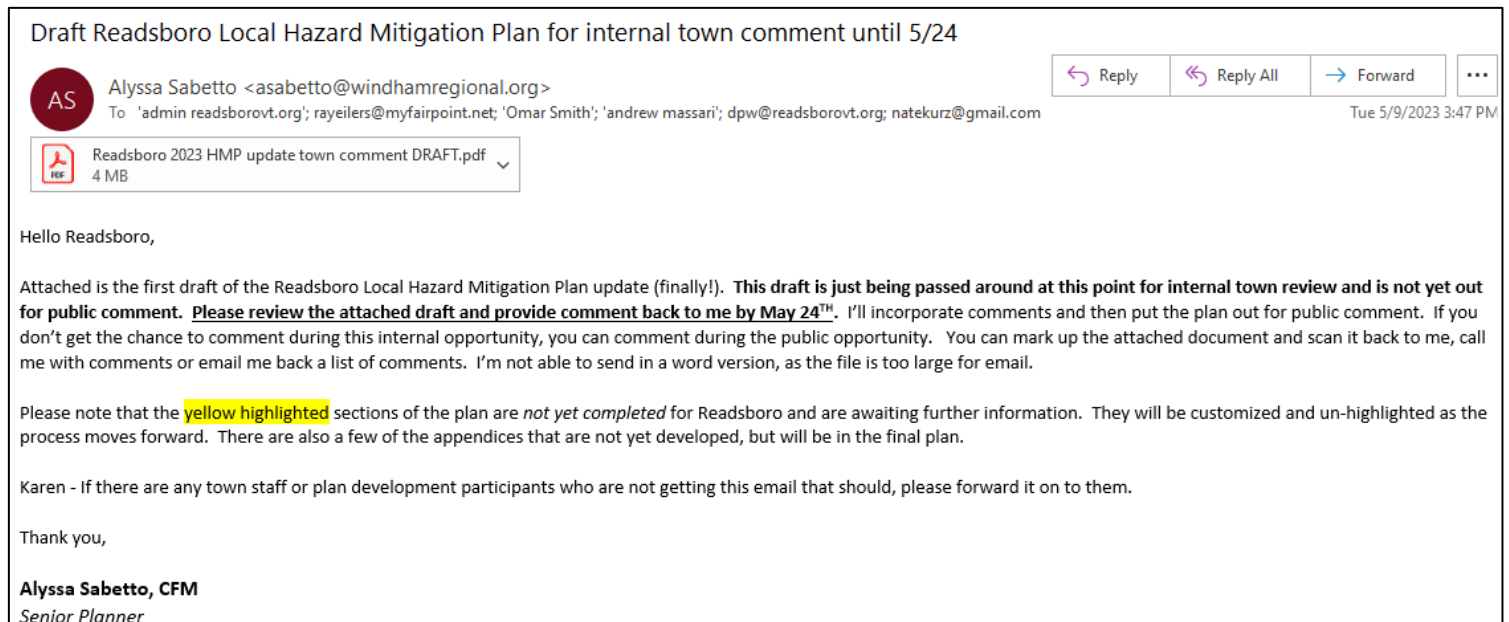 Draft Readsboro Local Hazard Mitigation Plan for internal town comment until 5/24
AS
Alyssa Sabetto <asabetto@windhamregional.org>
Reply
Reply All
Forward
...
To 'admin readsborovt.org'; rayeilers@myfairpoint.net; 'Omar Smith'; 'andrew massari'; dpw@readsborovt.org; natekurz@gmail.com
Tue 5/9/2023 3:47 PM
PDF
Readsboro 2023 HMP update town comment DRAFT.pdf
4 MB
Hello Readsboro,
Attached is the first draft of the Readsboro Local Hazard Mitigation Plan update (finally!). This draft is just being passed around at this point for internal town review and is not yet out
for public comment. Please review the attached draft and provide comment back to me by May 24TH. I'll incorporate comments and then put the plan out for public comment. If you
don't get the chance to comment during this internal opportunity, you can comment during the public opportunity. You can mark up the attached document and scan it back to me, call
me with comments or email me back a list of comments. I'm not able to send in a word version, as the file is too large for email.
Please note that the yellow highlighted sections of the plan are not yet completed for Readsboro and are awaiting further information. They will be customized and un-highlighted as the
process moves forward. There are also a few of the appendices that are not yet developed, but will be in the final plan.
Karen - If there are any town staff or plan development participants who are not getting this email that should, please forward it on to them.
Thank you,
Alyssa Sabetto, CFM
Senior Planner